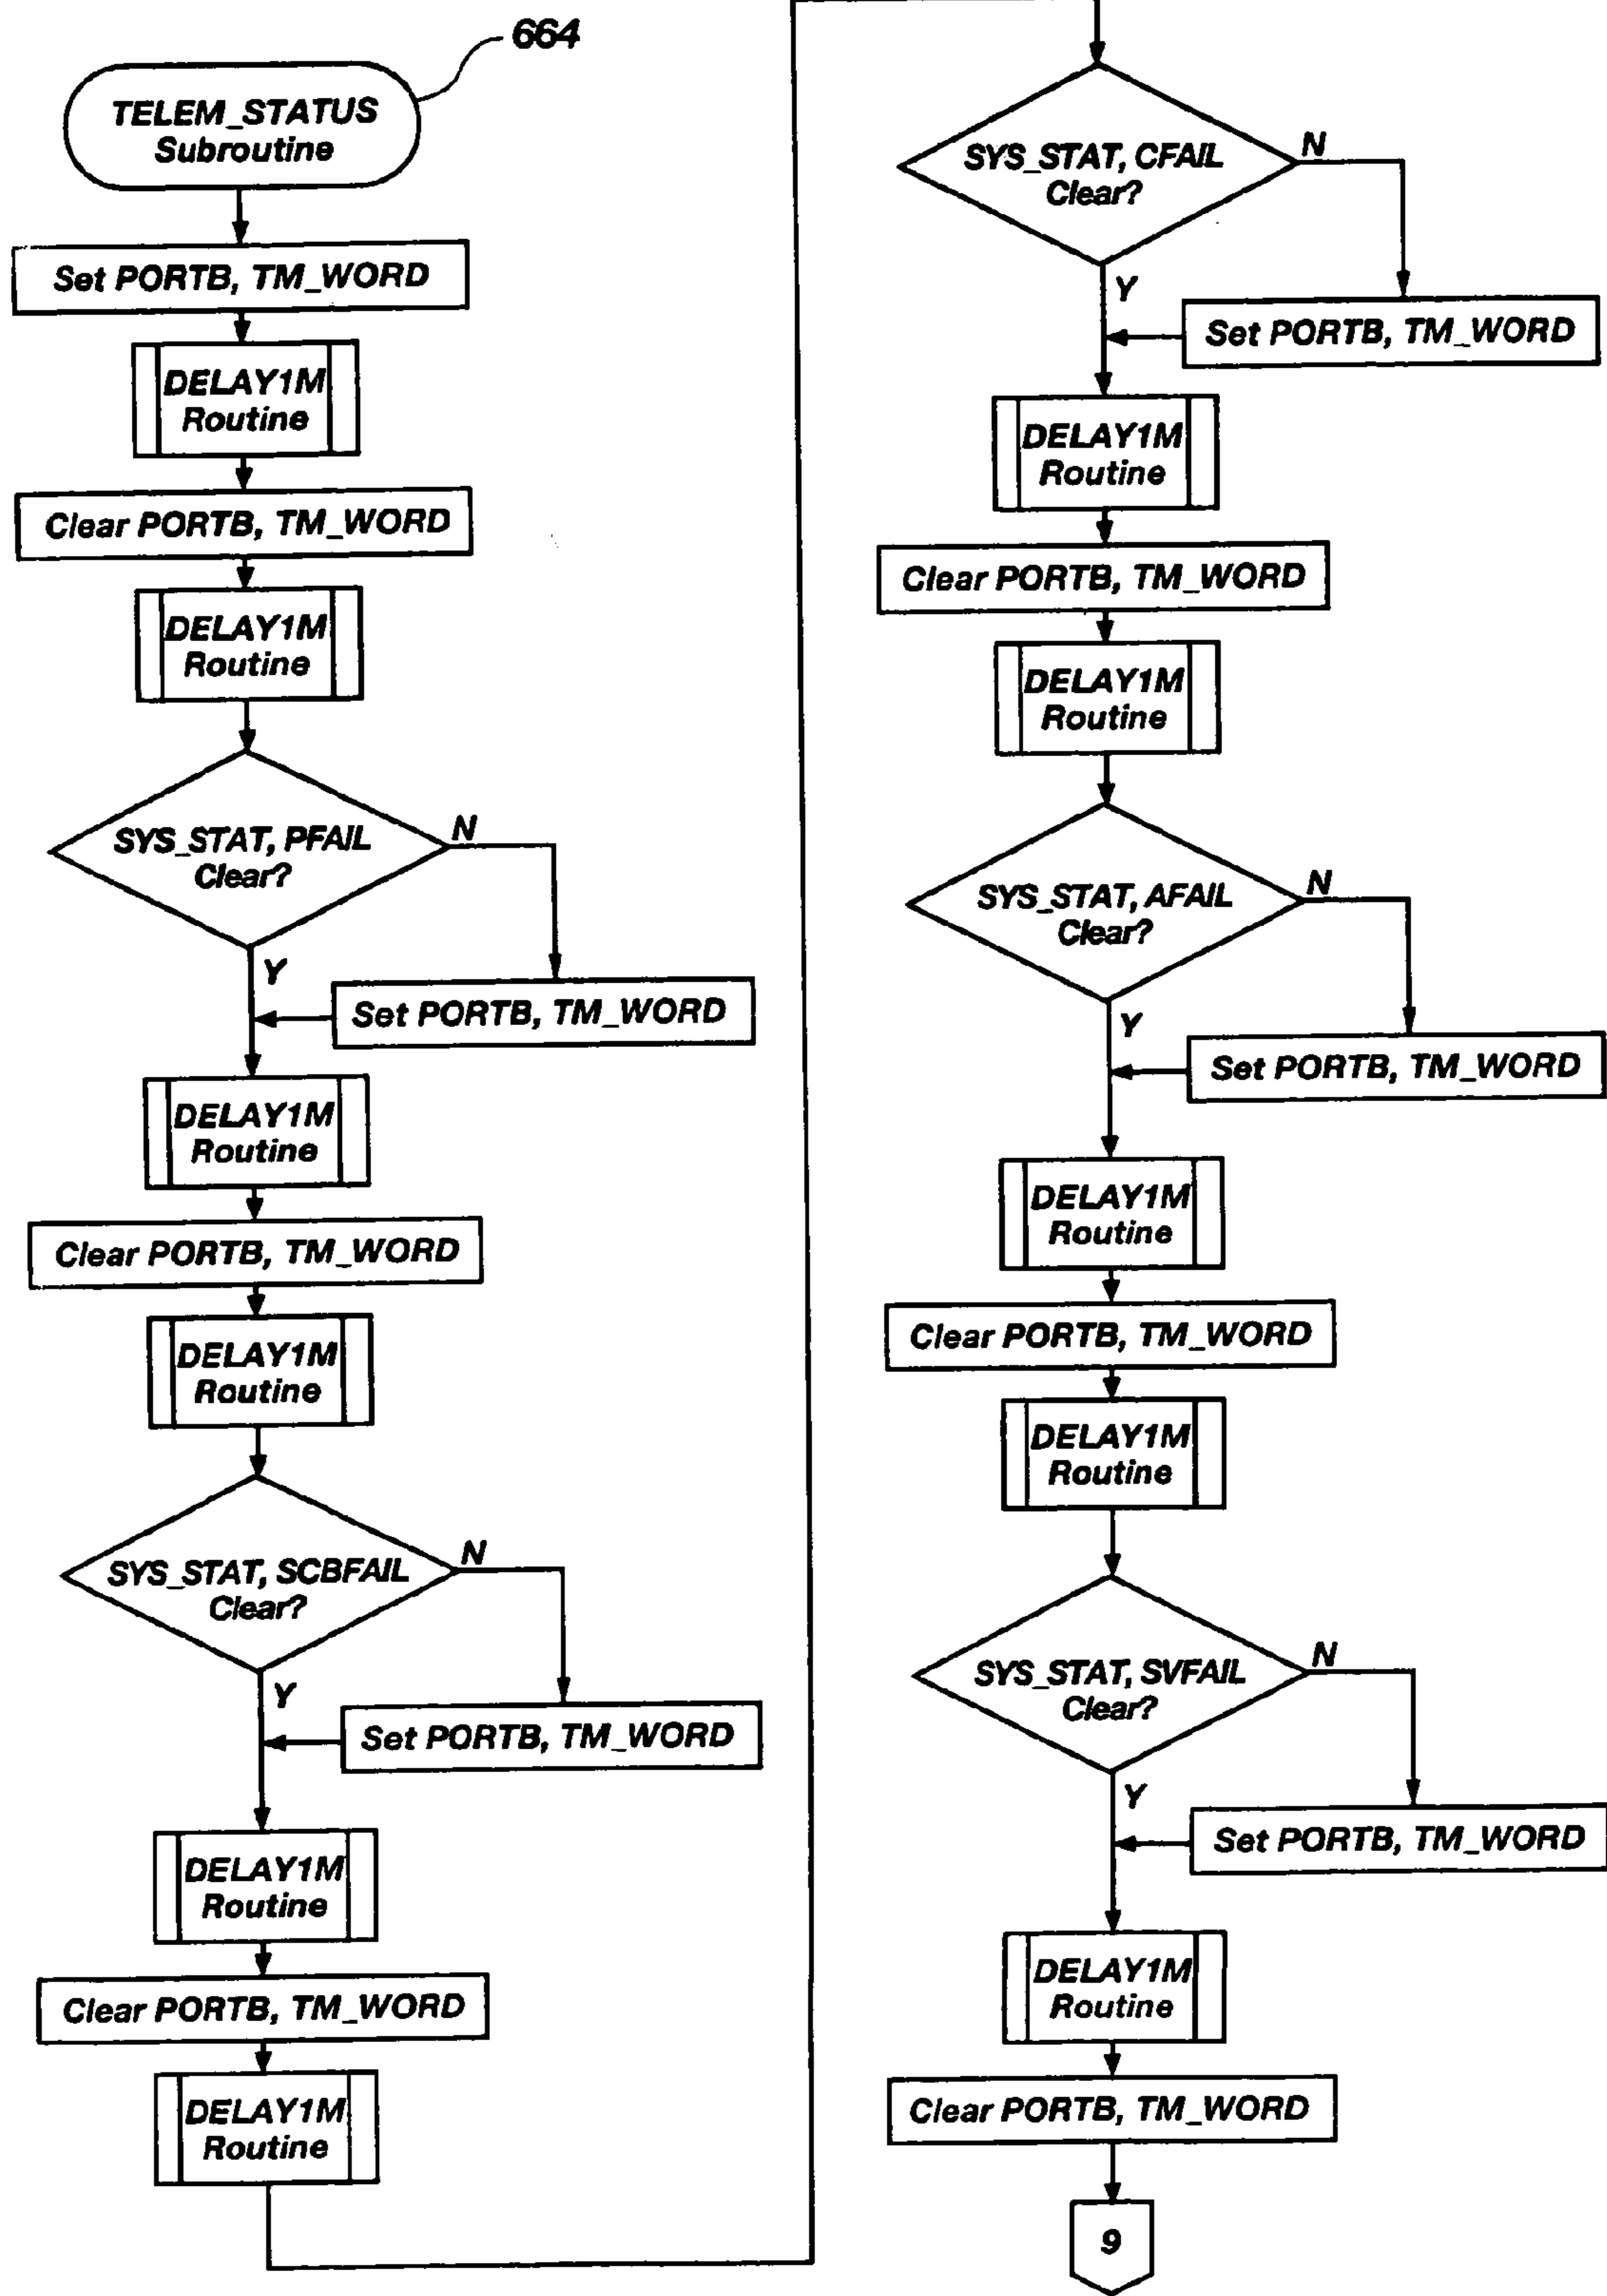 664
TELEM_STATUS
Subroutine
Set PORTB, TM_WORD
DELAY1M
Routine
Clear PORTB, TM_WORD
DELAY1M
Routine
SYS_STAT, PFAIL
Clear?
N
Y
Set PORTB, TM_WORD
DELAY1M
Routine
Clear PORTB, TM_WORD
DELAY1M
Routine
SYS_STAT, SCBFAIL
Clear?
N
Y
Set PORTB, TM_WORD
DELAY1M
Routine
Clear PORTB, TM_WORD
DELAY1M
Routine
SYS_STAT, CFAIL
Clear?
N
Y
Set PORTB, TM_WORD
DELAY1M
Routine
Clear PORTB, TM_WORD
DELAY1M
Routine
SYS_STAT, AFAIL
Clear?
N
Y
Set PORTB, TM_WORD
DELAY1M
Routine
Clear PORTB, TM_WORD
DELAY1M
Routine
SYS_STAT, SVFAIL
Clear?
N
Y
Set PORTB, TM_WORD
DELAY1M
Routine
Clear PORTB, TM_WORD
9